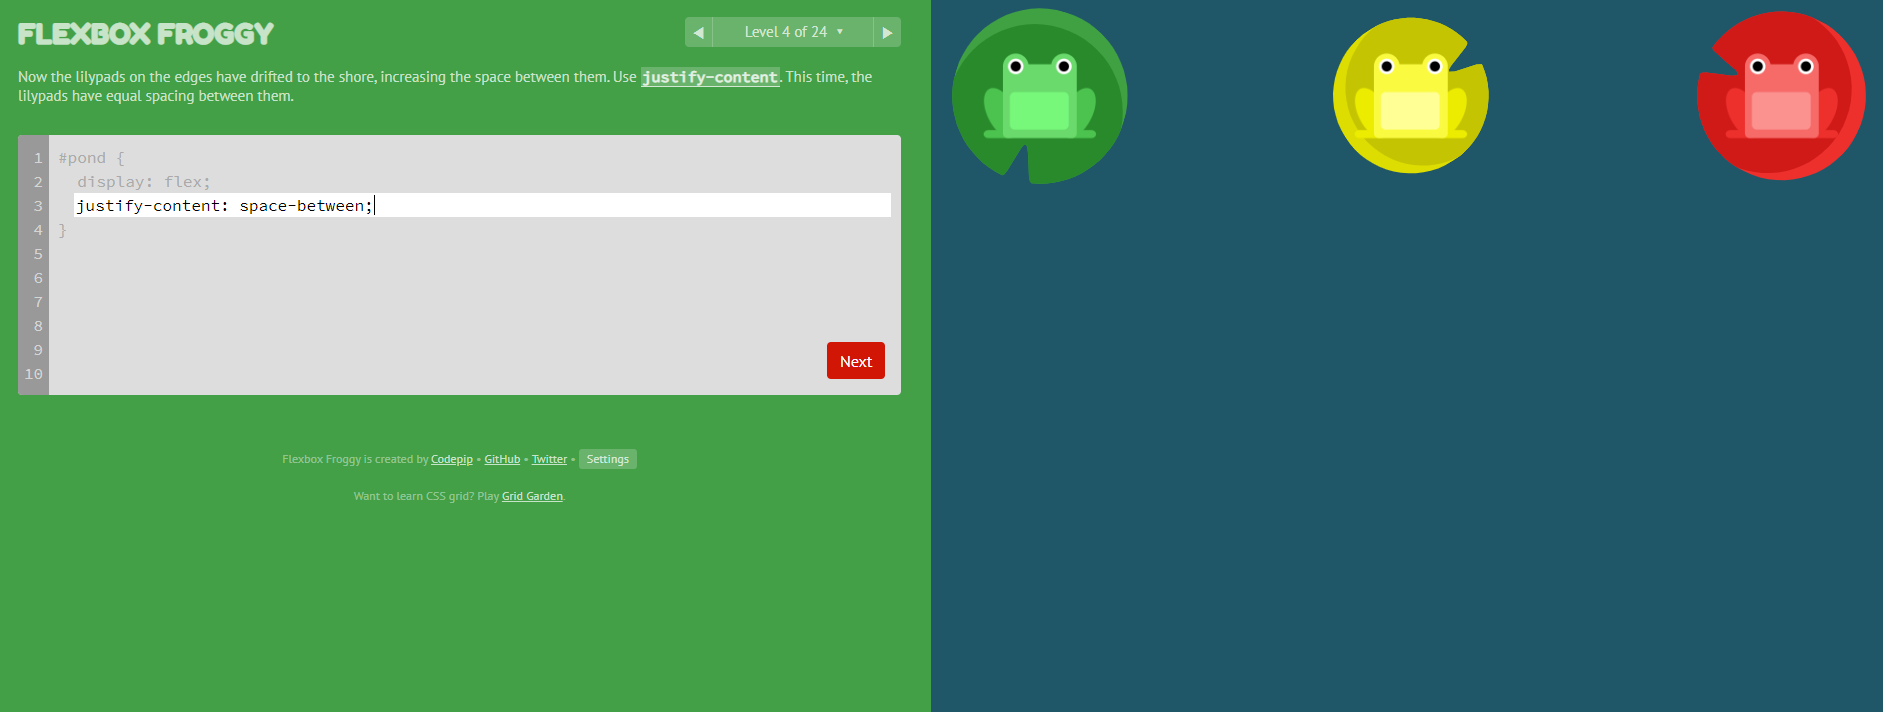 FLEXBOX FROGGY
◀ Level 4 of 24 ▼ ▶
Now the lilypads on the edges have drifted to the shore, increasing the space between them. Use justify-content. This time, the
lilypads have equal spacing between them.
1 #pond {
2 display: flex;
3 justify-content: space-between;
4 }
5
6
7
8
9
10
Next
Flexbox Froggy is created by Codepip • GitHub • Twitter • Settings
Want to learn CSS grid? Play Grid Garden.